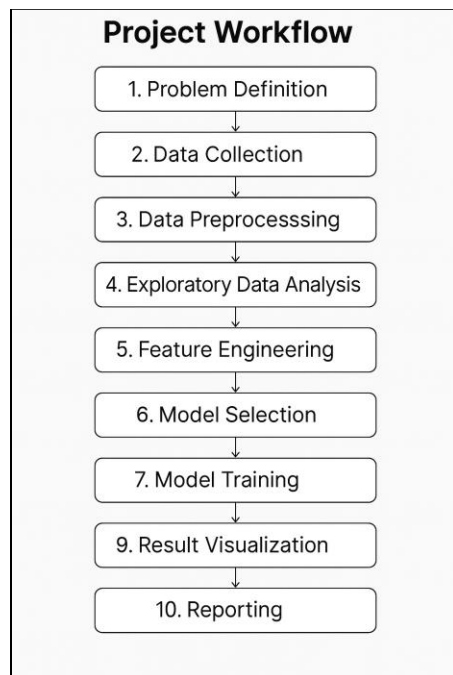 Project Workflow
1. Problem Definition
2. Data Collection
3. Data Preprocesssing
4. Exploratory Data Analysis
5. Feature Engineering
6. Model Selection
7. Model Training
9. Result Visualization
10. Reporting